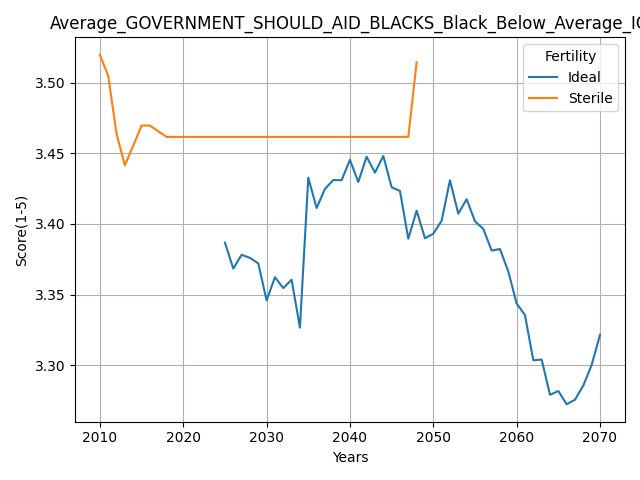 Average_GOVERNMENT_SHOULD_AID_BLACKS_Black_Below_Average_IQ
Fertility
Ideal
Sterile
3.50
3.45
3.40
3.35
3.30
Score(1-5)
2010 2020 2030 2040 2050 2060 2070
Years